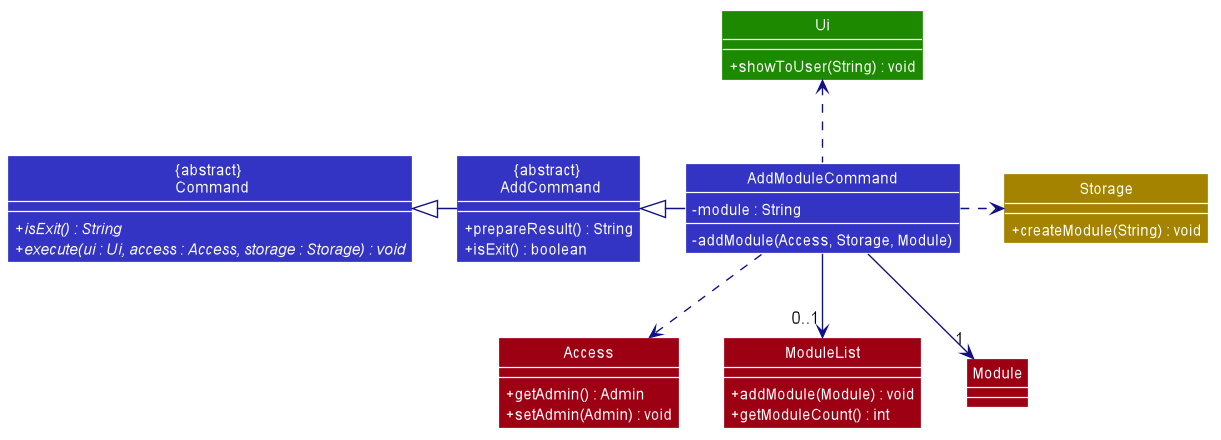 Ui
+showToUser(String) : void
{abstract}
Command
+isExit() : String
+execute(ui : Ui, access : Access, storage : Storage) : void
{abstract}
AddCommand
+prepareResult() : String
+isExit() : boolean
AddModuleCommand
-module : String
-addModule(Access, Storage, Module)
Storage
+createModule(String) : void
0..1
1
Access
+getAdmin() : Admin
+setAdmin(Admin) : void
ModuleList
+addModule(Module) : void
+getModuleCount() : int
Module